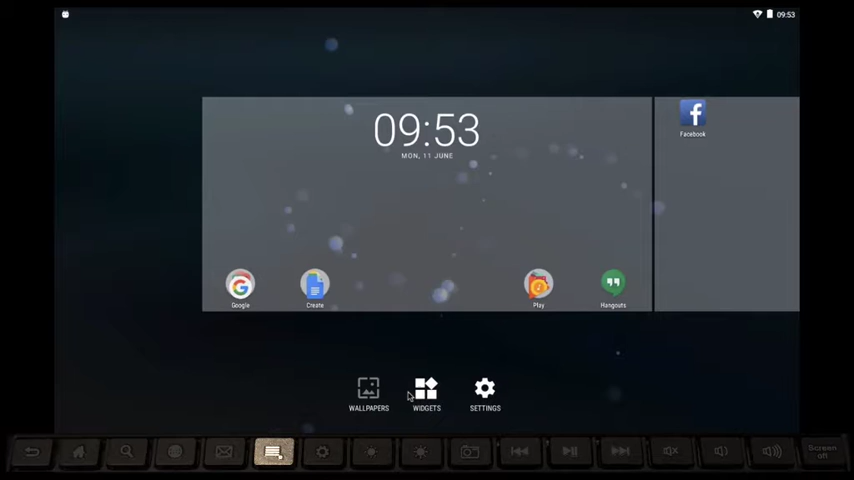 09:53
09:53
MON, 11 JUNE
Facebook
Google
Create
Play
Hangouts
WALLPAPERS
WIDGETS
SETTINGS
Screen
off